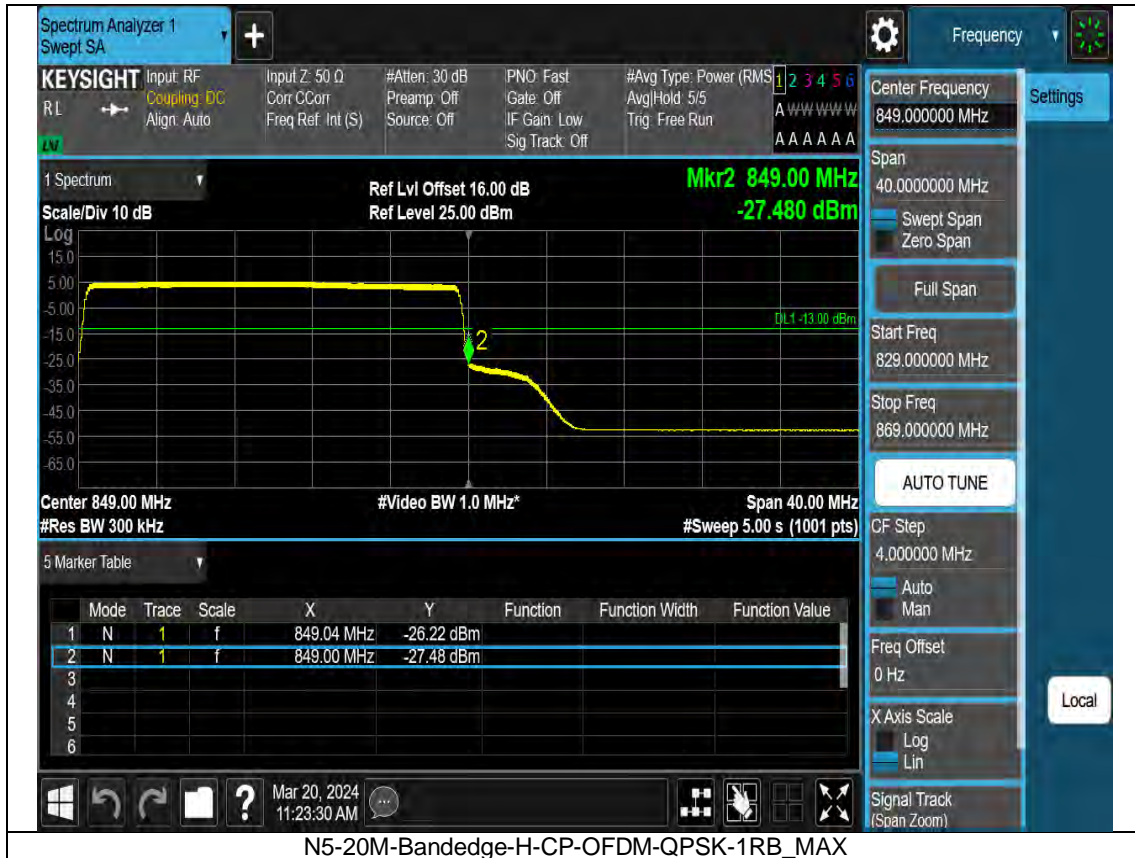 Spectrum Analyzer 1
Swept SA
+
Frequency
KEYSIGHT
RL
Input: RF
Coupling: DC
Align: Auto
Input Z: 50 Ω
Corr CCorr
Freq Ref: Int (S)
#Atten: 30 dB
Preamp: Off
Source: Off
PNO: Fast
Gate: Off
IF Gain: Low
Sig Track: Off
#Avg Type: Power (RMS
Avg|Hold: 5/5
Trig: Free Run
1 2 3 4 5 6
A W W W W W
A A A A A A
1 Spectrum
Scale/Div 10 dB
Ref Lvl Offset 16.00 dB
Ref Level 25.00 dBm
Mkr2 849.00 MHz
-27.480 dBm
Log
15.0
5.00
-5.00
-15.0
-25.0
-35.0
-45.0
-55.0
-65.0
DL1 -13.00 dBm
2
Center 849.00 MHz
#Video BW 1.0 MHz*
Span 40.00 MHz
#Res BW 300 kHz
#Sweep 5.00 s (1001 pts)
5 Marker Table
Mode Trace Scale X Y Function Function Width Function Value
1 N 1 f 849.04 MHz -26.22 dBm
2 N 1 f 849.00 MHz -27.48 dBm
3
4
5
6
Center Frequency
849.000000 MHz
Settings
Span
40.0000000 MHz
Swept Span
Zero Span
Full Span
Start Freq
829.000000 MHz
Stop Freq
869.000000 MHz
AUTO TUNE
CF Step
4.000000 MHz
Auto
Man
Freq Offset
0 Hz
X Axis Scale
Log
Lin
Local
Signal Track
(Span Zoom)
?
Mar 20, 2024
11:23:30 AM
N5-20M-Bandedge-H-CP-OFDM-QPSK-1RB_MAX